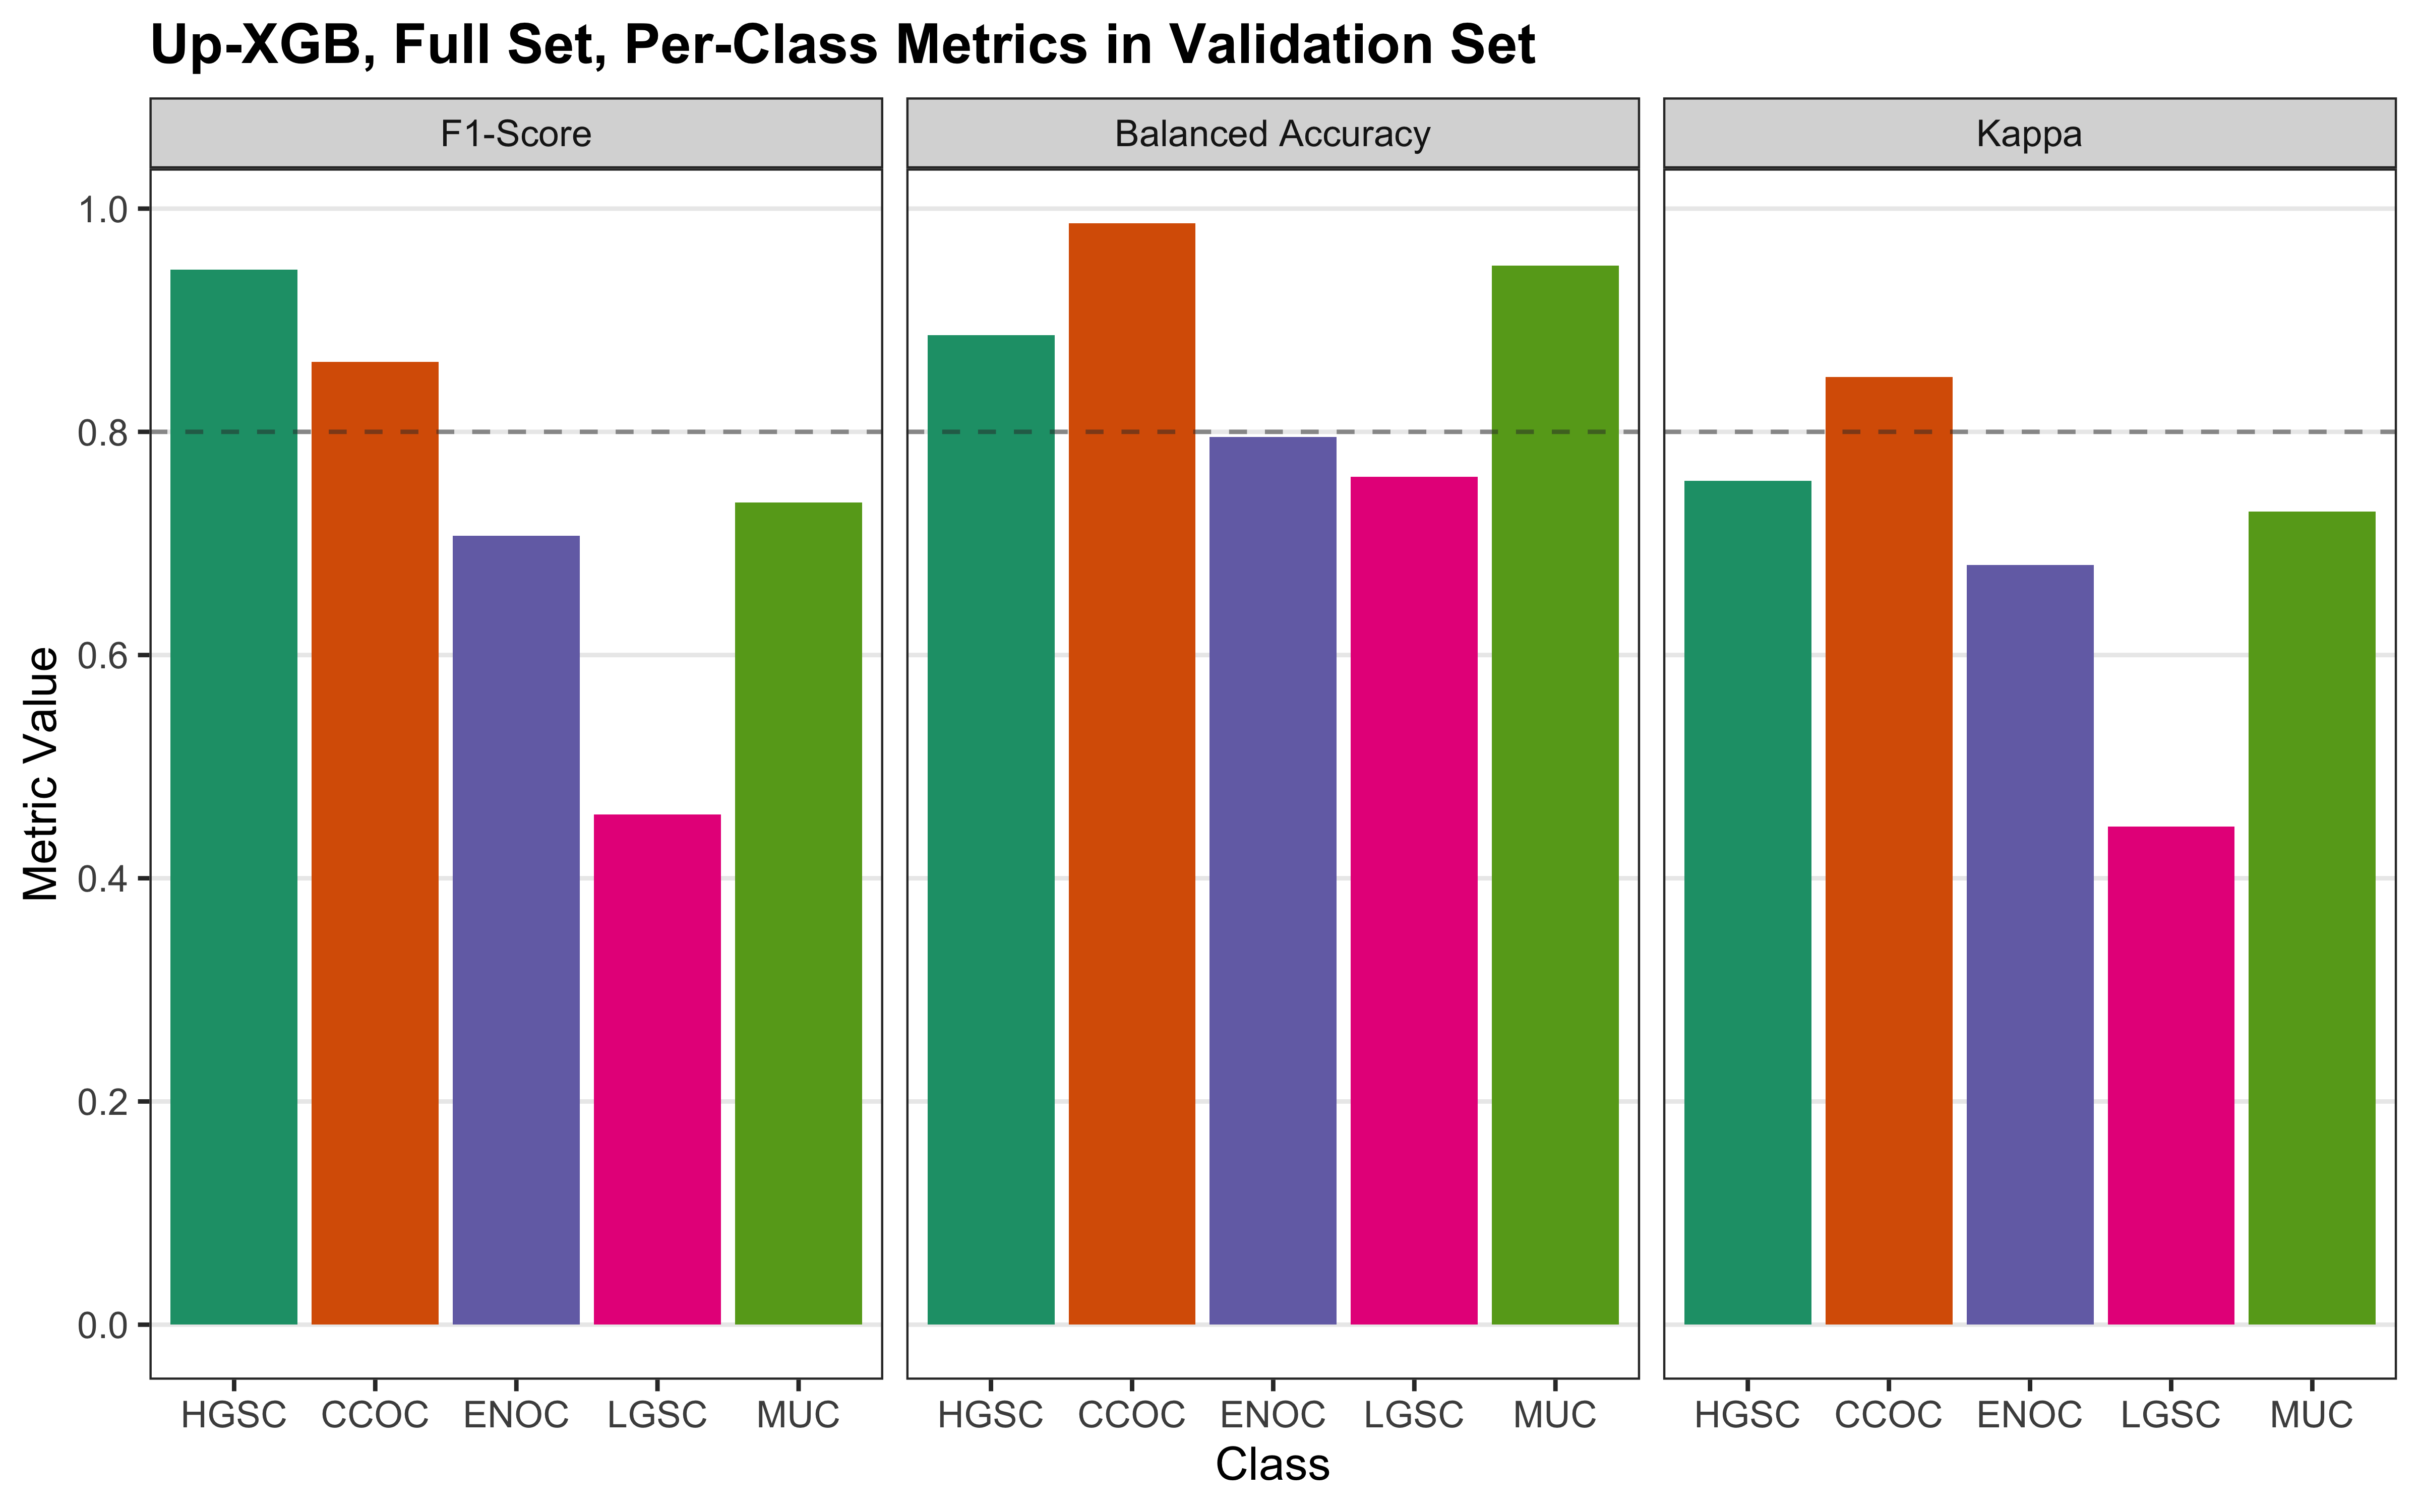 Up-XGB, Full Set, Per-Class Metrics in Validation Set
F1-Score Balanced Accuracy Kappa
Metric Value
1.0
0.8
0.6
0.4
0.2
0.0
HGSC CCOC ENOC LGSC MUC HGSC CCOC ENOC LGSC MUC HGSC CCOC ENOC LGSC MUC
Class